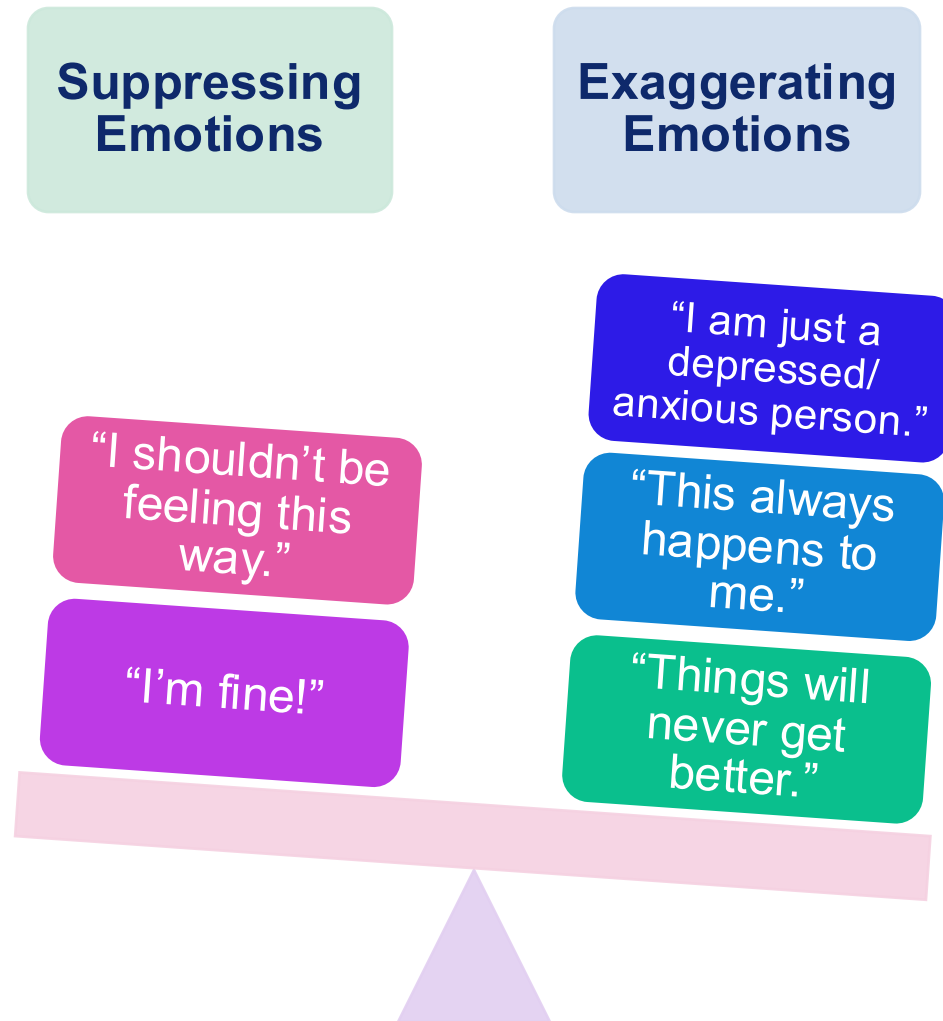 Suppressing
Emotions
Exaggerating
Emotions
“I am just a
depressed/
anxious person.”
“I shouldn’t be
feeling this
way.”
“This always
happens to
me.”
“I’m fine!”
“Things will
never get
better.”